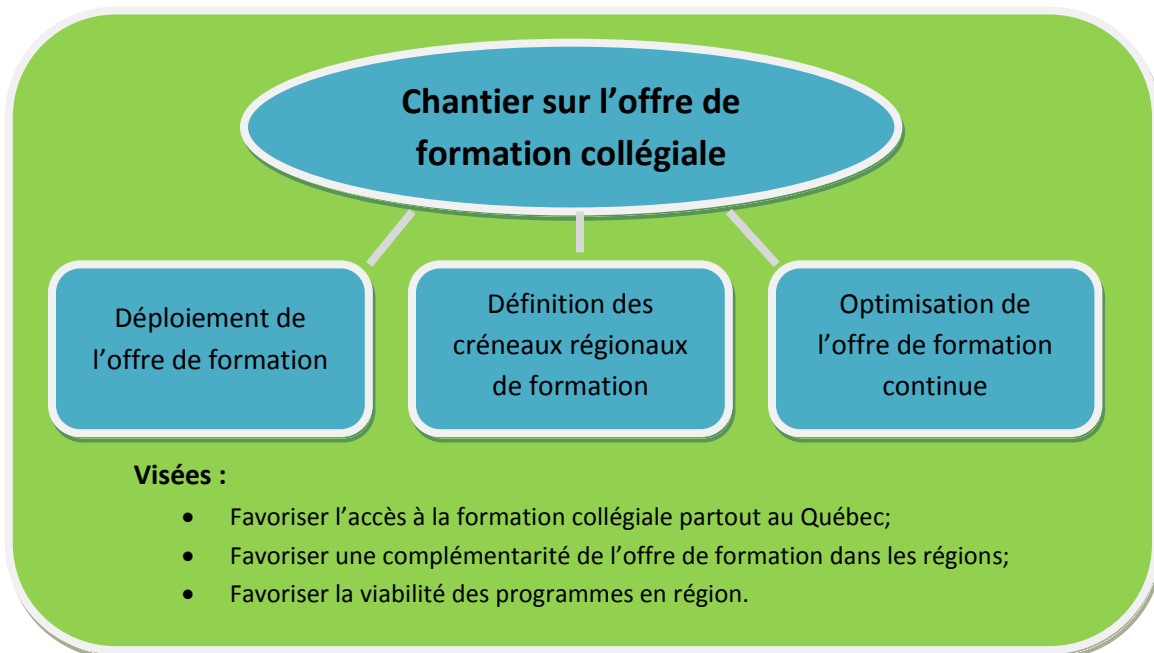 Chantier sur l’offre de
formation collégiale
Déploiement de
l’offre de formation
Définition des
créneaux régionaux
de formation
Optimisation de
l’offre de formation
continue
Visées :
• Favoriser l’accès à la formation collégiale partout au Québec;
• Favoriser une complémentarité de l’offre de formation dans les régions;
• Favoriser la viabilité des programmes en région.